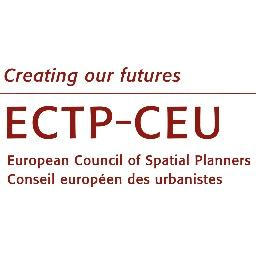 Creating our futures
ECTP-CEU
European Council of Spatial Planners
Conseil européen des urbanistes